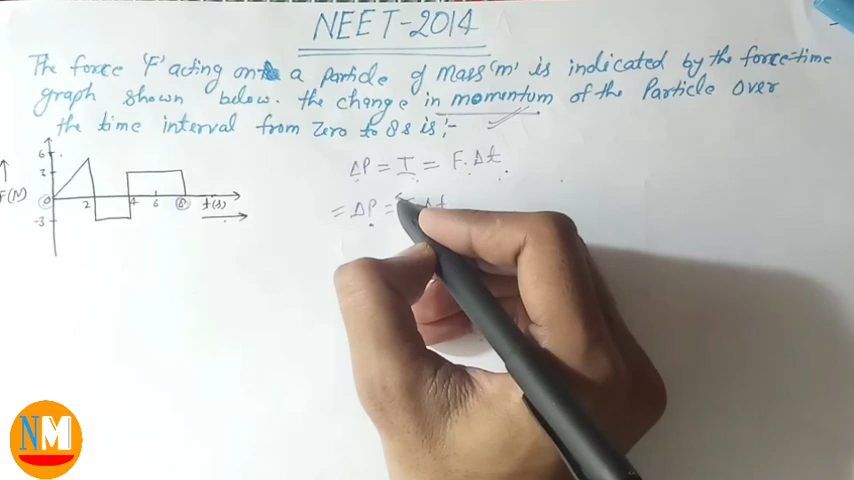 NEET-2014
The force 'F' acting on a particle of mass 'm' is indicated by the force-time
graph shown below. the change in momentum of the Particle over
the time interval from zero to 8s is;-
ΔP = I = F.Δt
= ΔP = Δt
6
3
0
-3
F(N)
2
4
6
8
t(s)
NM